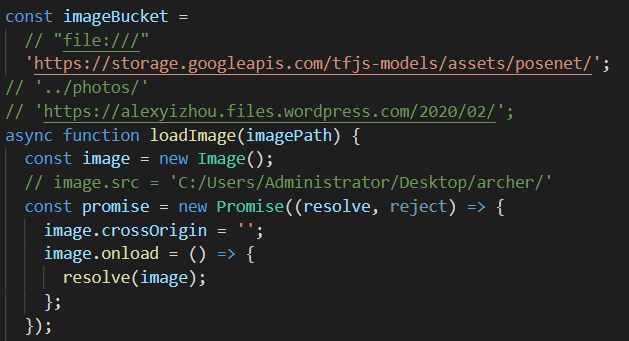 const imageBucket =
  // "file:///"
  'https://storage.googleapis.com/tfjs-models/assets/posenet/';
// '../photos/'
// 'https://alexyizhou.files.wordpress.com/2020/02/';
async function loadImage(imagePath) {
  const image = new Image();
  // image.src = 'C:/Users/Administrator/Desktop/archer/'
  const promise = new Promise((resolve, reject) => {
    image.crossOrigin = '';
    image.onload = () => {
      resolve(image);
    };
  });